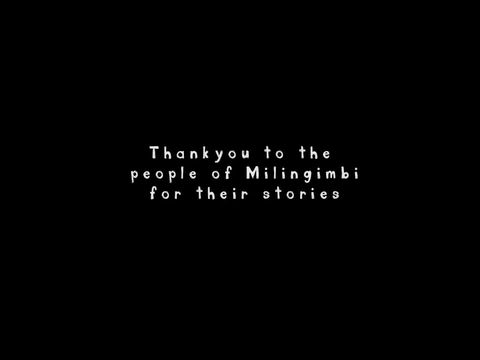 Thankyou to the
people of Milingimbi
for their stories